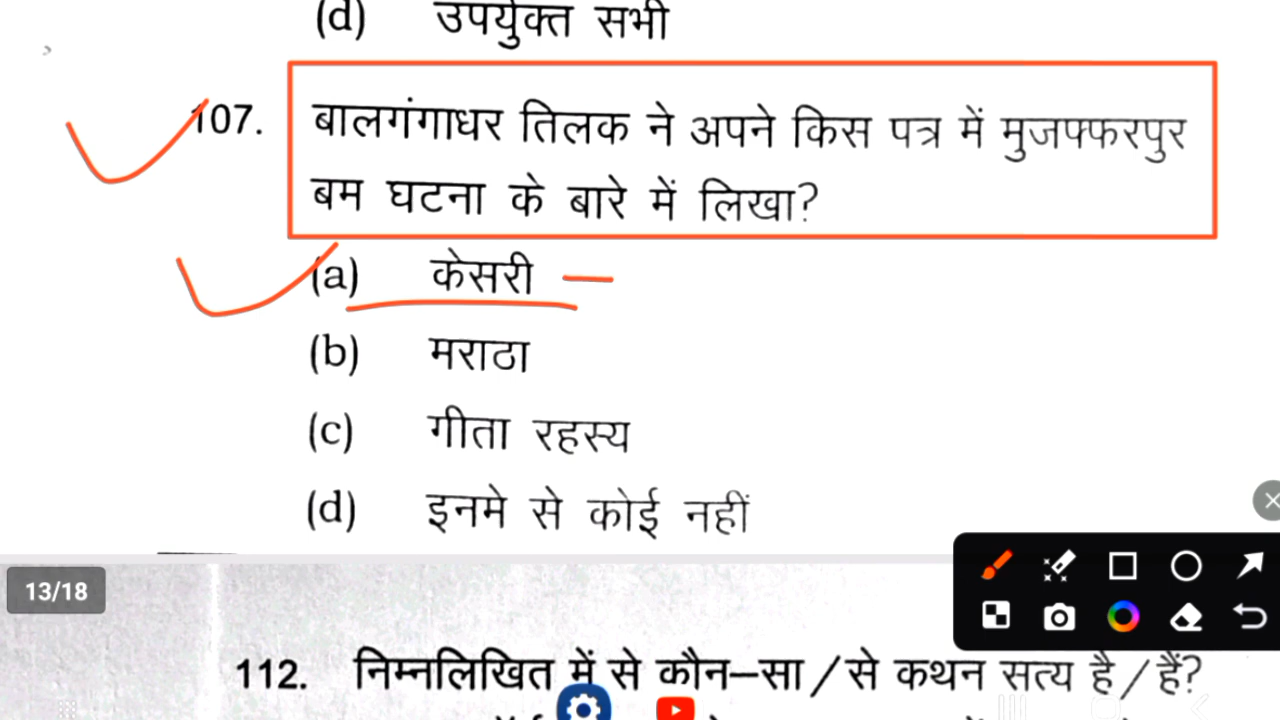 (d) उपर्युक्त सभी
107. बालगंगाधर तिलक ने अपने किस पत्र में मुजफ्फरपुर
बम घटना के बारे में लिखा?
(a) केसरी
(b) मराठा
(c) गीता रहस्य
(d) इनमे से कोई नहीं
13/18
112. निम्नलिखित में से कौन–सा / से कथन सत्य है / हैं?